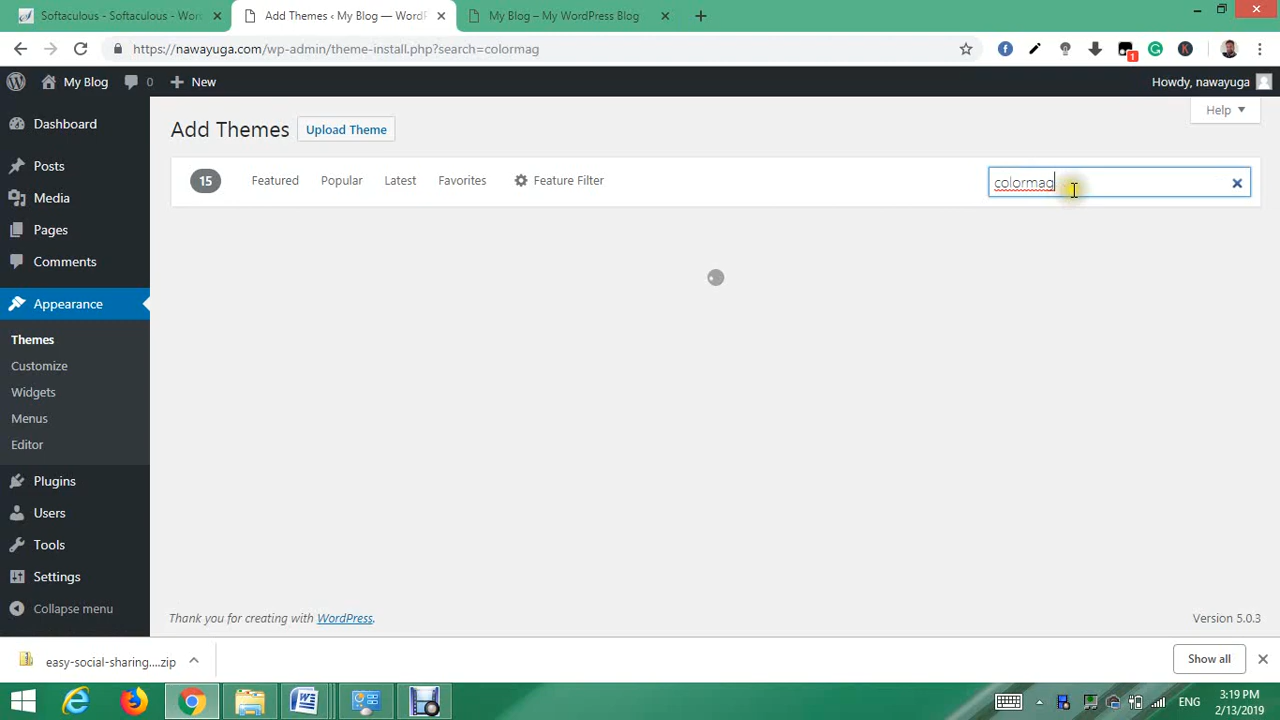 Softaculous - Softaculous - Wor
Add Themes ‹ My Blog — WordP
My Blog – My WordPress Blog
https://nawayuga.com/wp-admin/theme-install.php?search=colormag
1
My Blog
0
New
Howdy, nawayuga
Dashboard
Posts
Media
Pages
Comments
Appearance
Themes
Customize
Widgets
Menus
Editor
Plugins
Users
Tools
Settings
Collapse menu
Help
Add Themes
Upload Theme
15
Featured
Popular
Latest
Favorites
Feature Filter
colormag
Thank you for creating with WordPress.
Version 5.0.3
easy-social-sharing....zip
Show all
ENG
3:19 PM
2/13/2019